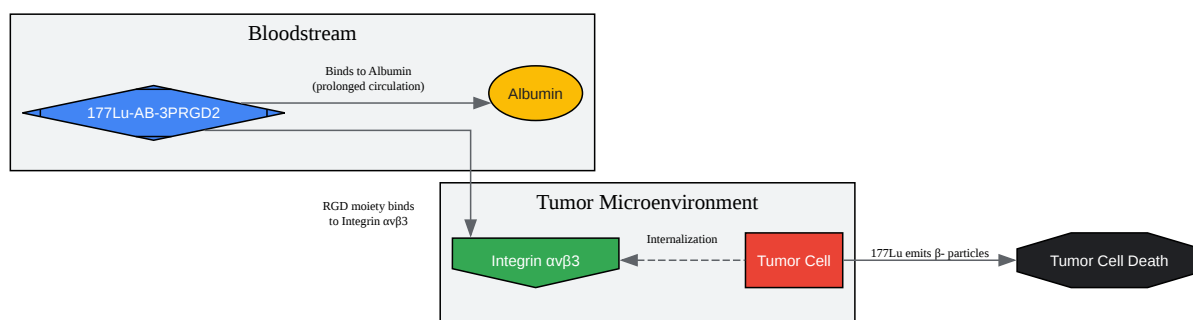 Bloodstream
Binds to Albumin
(prolonged circulation)
177Lu-AB-3PRGD2
Albumin
RGD moiety binds
to Integrin αvβ3
Tumor Microenvironment
Integrin αvβ3
Internalization
Tumor Cell
177Lu emits β- particles
Tumor Cell Death